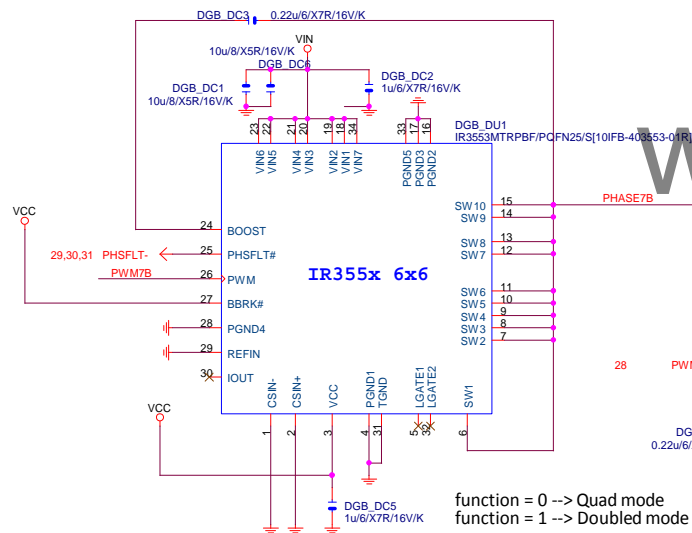 DGB_DC3 0.22u/6/X7R/16V/K
VIN
10u/8/X5R/16V/K
DGB_DC6
DGB_DC1
10u/8/X5R/16V/K
DGB_DC2
1u/6/X7R/16V/K
DGB_DU1
IR3553MTRPBF/PQFN25/S[10IFB-403553-01R]
W
23 22 21 20 19 18 34 33 17 16
VIN6 VIN5 VIN4 VIN3 VIN2 VIN1 VIN7 PGND5 PGND3 PGND2
SW10 15 PHASE7B
SW9 14
VCC
24 BOOST
SW8 13
29,30,31 PHSFLT- 25 PHSFLT#
SW7 12
PWM7B 26 PWM
IR355x 6x6
27 BBRK#
SW6 11
SW5 10
28 PGND4
SW4 9
SW3 8
29 REFIN
SW2 7
30 IOUT
28 PWM
CSIN- CSIN+ VCC PGND1 TGND LGATE1 LGATE2 SW1
1 2 3 4 31 5 32 6
VCC
DG
0.22u/6/
DGB_DC5
1u/6/X7R/16V/K
function = 0 --> Quad mode
function = 1 --> Doubled mode